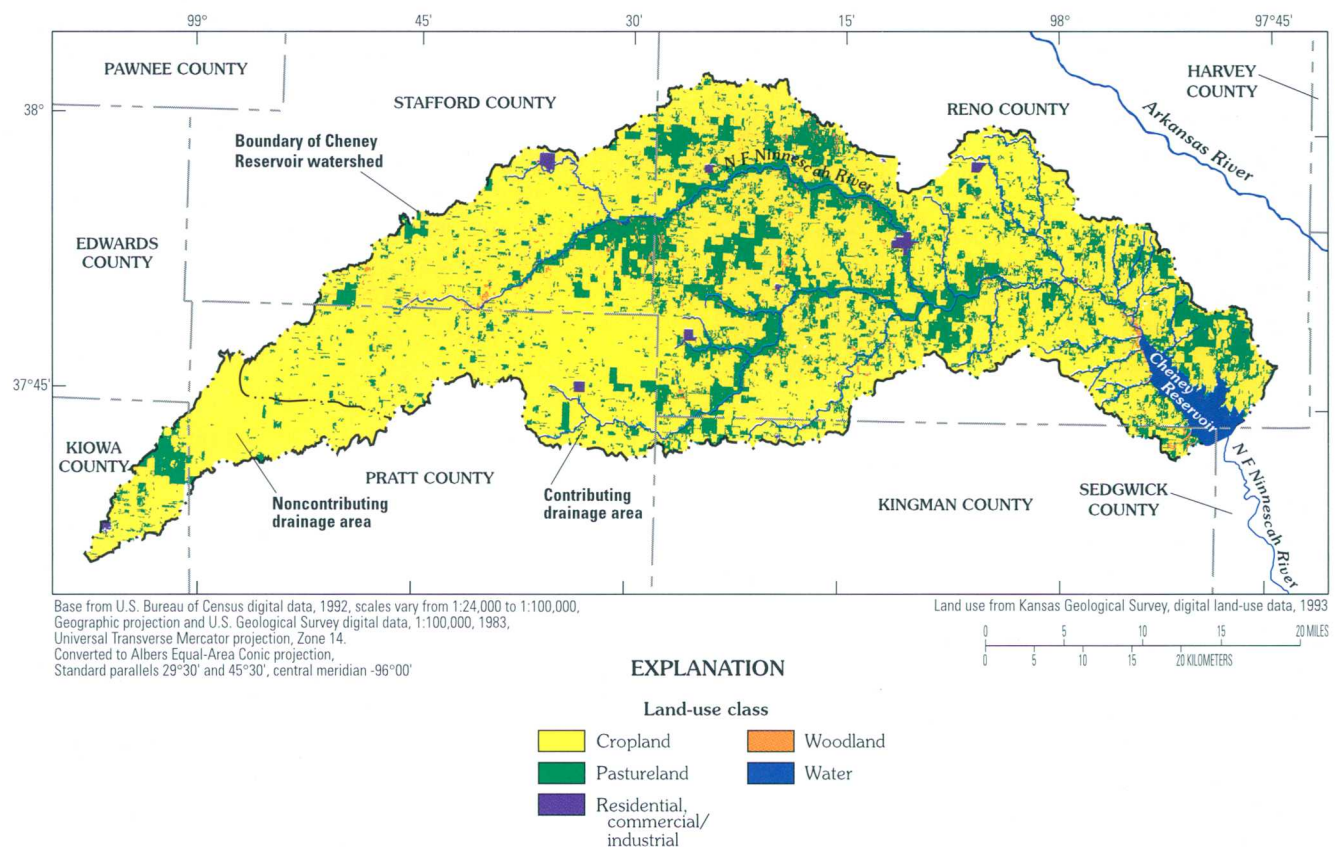 99°
45'
30'
15'
98°
97°45'
PAWNEE COUNTY
HARVEY
COUNTY
38°
STAFFORD COUNTY
RENO COUNTY
Arkansas River
Boundary of Cheney
Reservoir watershed
N F Ninnescah River
EDWARDS
COUNTY
37°45'
Cheney
Reservoir
KIOWA
COUNTY
PRATT COUNTY
Noncontributing
drainage area
Contributing
drainage area
KINGMAN COUNTY
SEDGWICK
COUNTY
N F Ninnescah River
Base from U.S. Bureau of Census digital data, 1992, scales vary from 1:24,000 to 1:100,000,
Geographic projection and U.S. Geological Survey digital data, 1:100,000, 1983,
Universal Transverse Mercator projection, Zone 14.
Converted to Albers Equal-Area Conic projection,
Standard parallels 29°30' and 45°30', central meridian -96°00'
Land use from Kansas Geological Survey, digital land-use data, 1993
0 5 10 15 20 MILES
0 5 10 15 20 KILOMETERS
EXPLANATION
Land-use class
Cropland
Pastureland
Residential,
commercial/
industrial
Woodland
Water